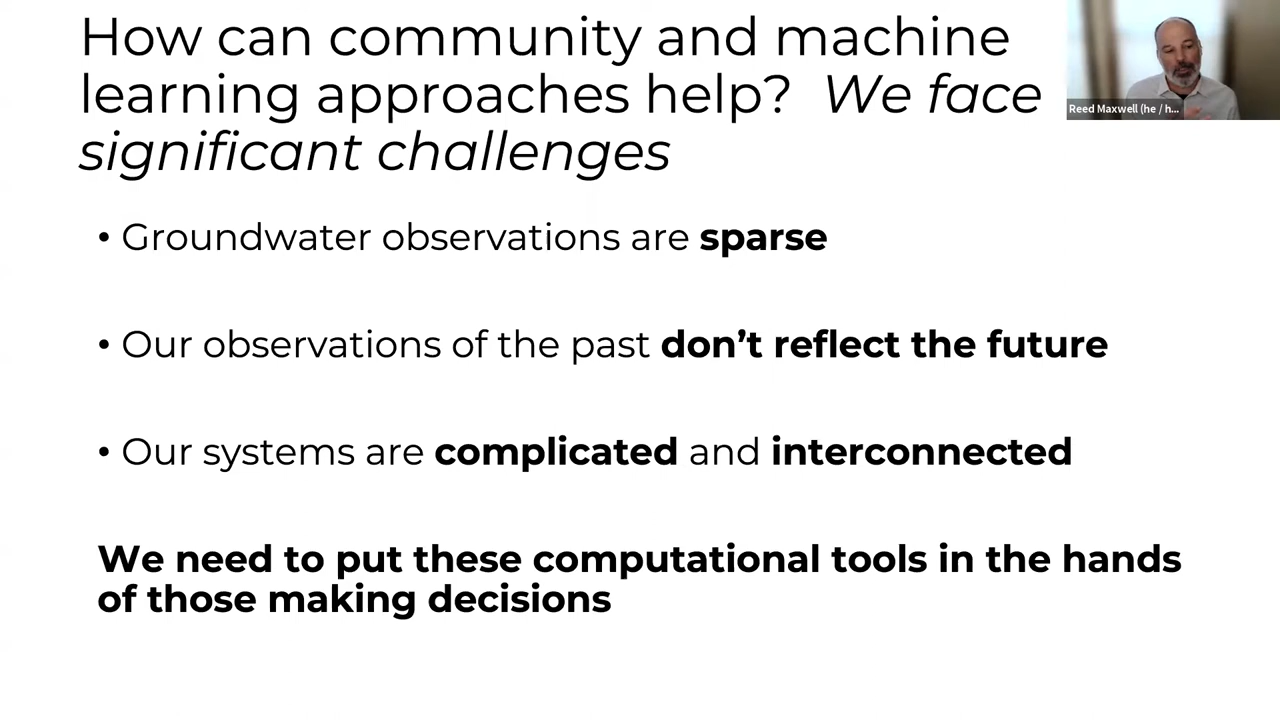 How can community and machine
learning approaches help? We face
significant challenges
Reed Maxwell (he / h...
• Groundwater observations are sparse
• Our observations of the past don’t reflect the future
• Our systems are complicated and interconnected
We need to put these computational tools in the hands
of those making decisions